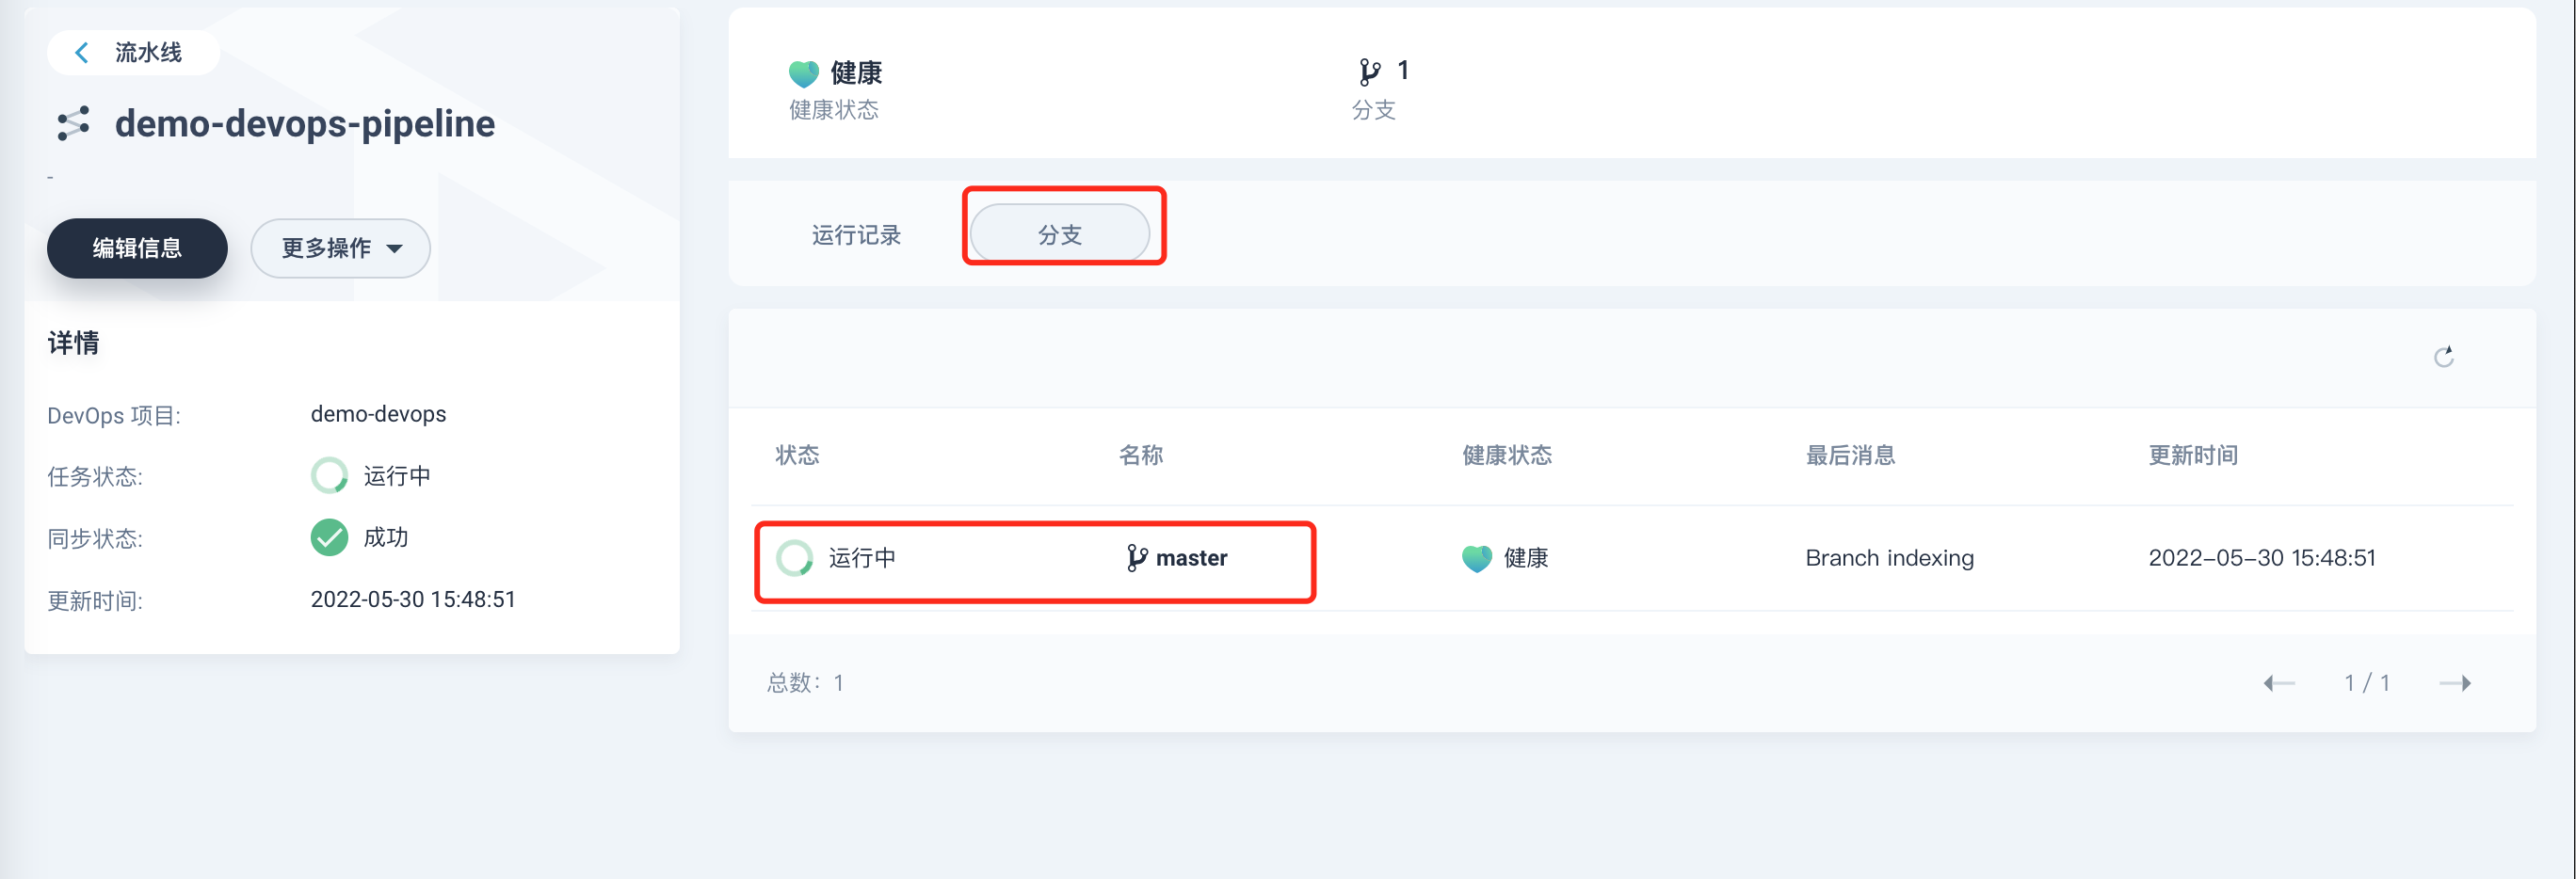 流水线
demo-devops-pipeline
-
编辑信息
更多操作
详情
DevOps 项目: demo-devops
任务状态: 运行中
同步状态: 成功
更新时间: 2022-05-30 15:48:51
健康
健康状态
1
分支
运行记录 分支
状态 名称 健康状态 最后消息 更新时间
运行中 master 健康 Branch indexing 2022-05-30 15:48:51
总数: 1
1 / 1